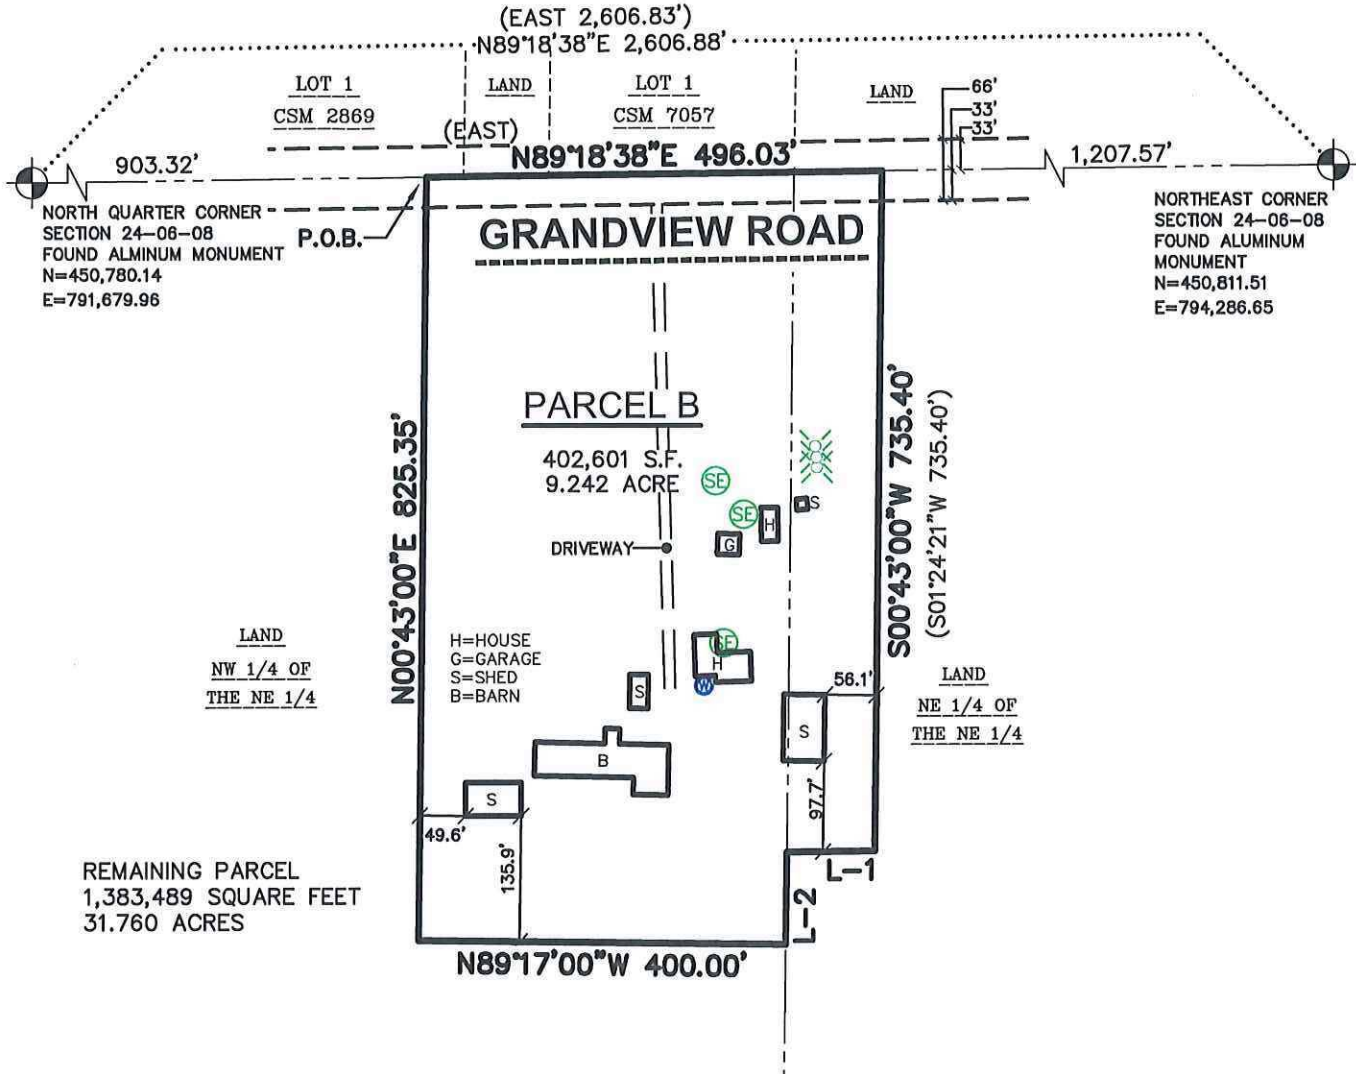 (EAST 2,606.83')
N89°18'38"E 2,606.88'
LOT 1
CSM 2869
LAND
LOT 1
CSM 7057
LAND
66'
33'
33'
(EAST)
N89°18'38"E 496.03'
903.32'
1,207.57'
NORTH QUARTER CORNER
SECTION 24-06-08
FOUND ALMINUM MONUMENT
N=450,780.14
E=791,679.96
P.O.B.
GRANDVIEW ROAD
NORTHEAST CORNER
SECTION 24-06-08
FOUND ALUMINUM
MONUMENT
N=450,811.51
E=794,286.65
PARCEL B
402,601 S.F.
9.242 ACRE
SE
SE
H
S
G
DRIVEWAY
N00°43'00"E 825.35'
S00°43'00"W 735.40'
(S01°24'21"W 735.40')
LAND
NW 1/4 OF
THE NE 1/4
H=HOUSE
G=GARAGE
S=SHED
B=BARN
SE
H
W
S
56.1'
LAND
NE 1/4 OF
THE NE 1/4
S
B
S
97.7'
49.6'
135.9'
L-1
L-2
REMAINING PARCEL
1,383,489 SQUARE FEET
31.760 ACRES
N89°17'00"W 400.00'